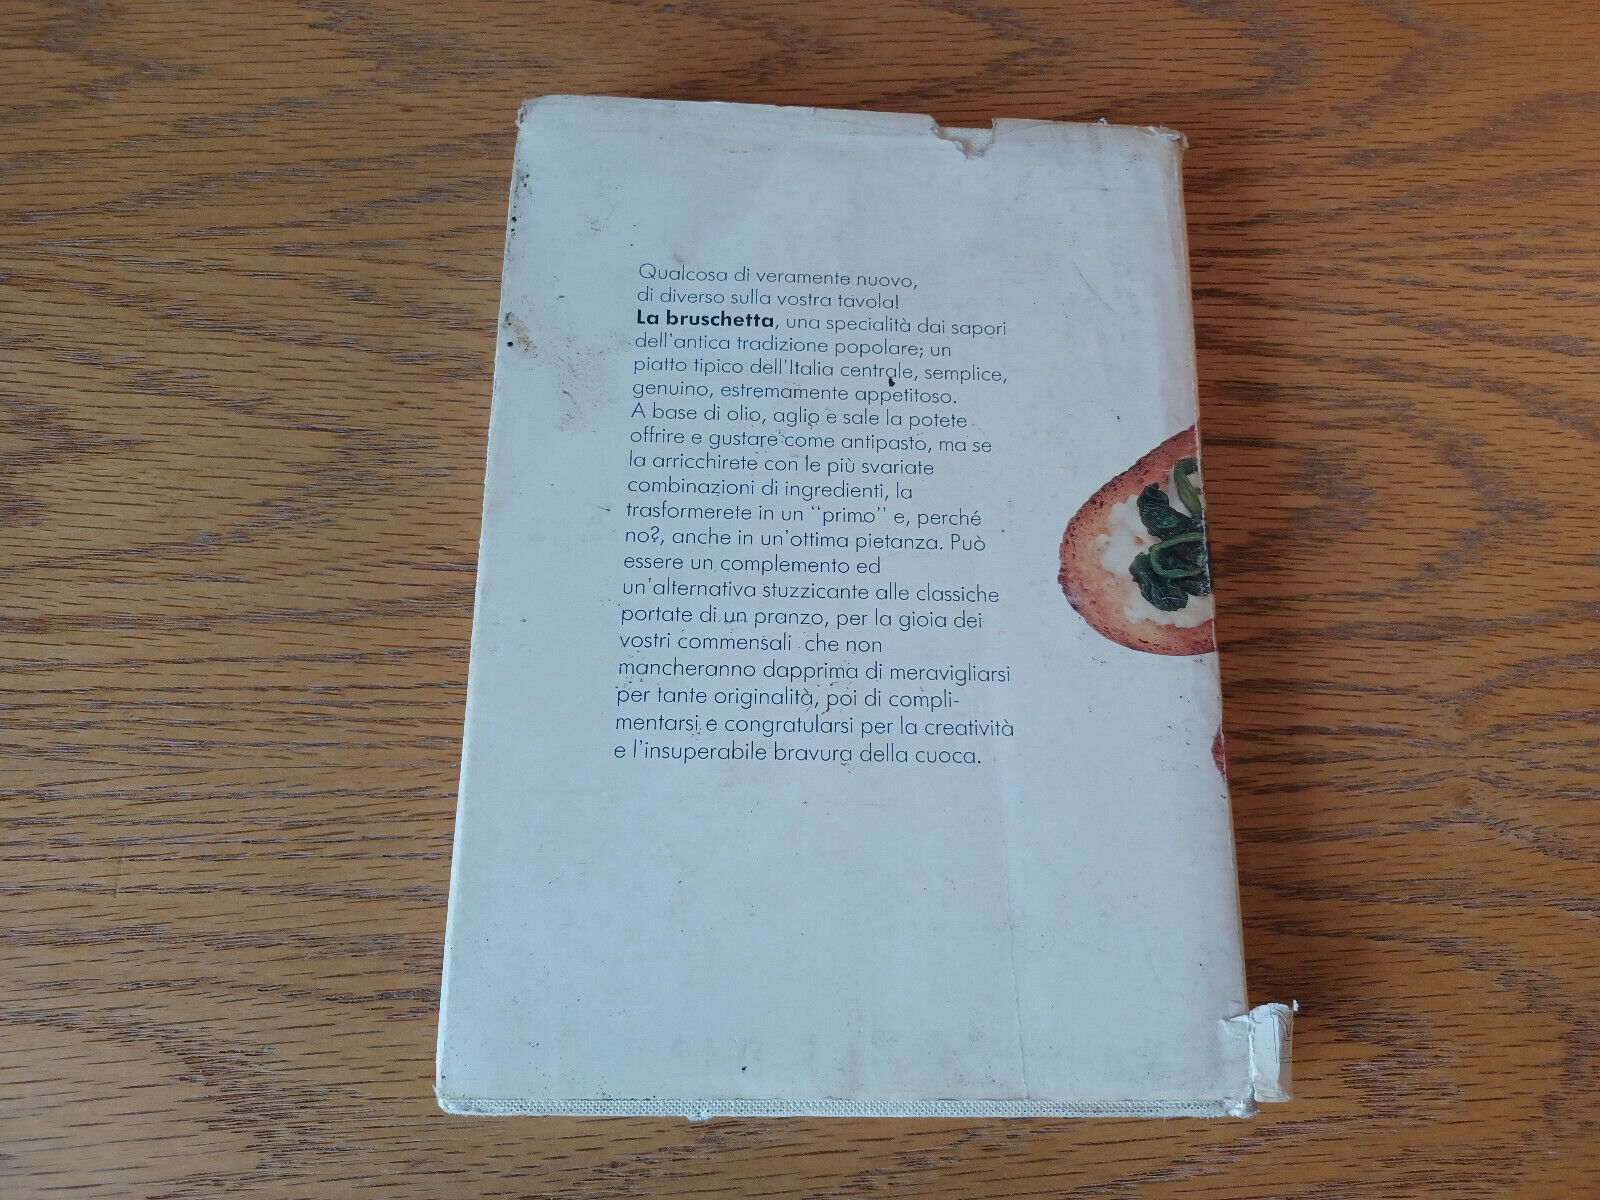 Qualcosa di veramente nuovo,
di diverso sulla vostra tavola!
La bruschetta, una specialità dai sapori
dell'antica tradizione popolare; un
piatto tipico dell'Italia centrale, semplice,
genuino, estremamente appetitoso.
A base di olio, aglio e sale la potete
offrire e gustare come antipasto, ma se
la arricchirete con le più svariate
combinazioni di ingredienti, la
trasformerete in un "primo" e, perché
no?, anche in un'ottima pietanza. Può
essere un complemento ed
un'alternativa stuzzicante alle classiche
portate di un pranzo, per la gioia dei
vostri commensali che non
mancheranno dapprima di meravigliarsi
per tante originalità, poi di compli-
mentarsi e congratularsi per la creatività
e l'insuperabile bravura della cuoca.